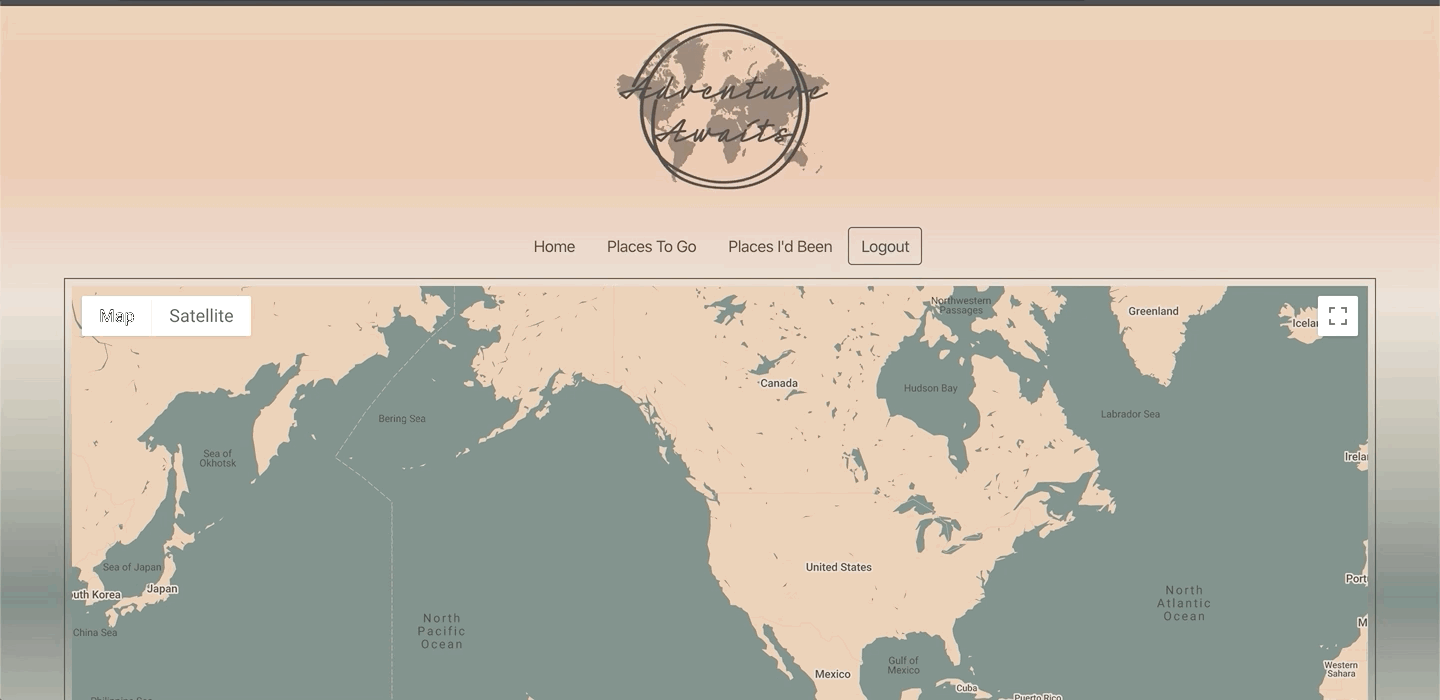 Adventure
Awaits
Home
Places To Go
Places I'd Been
Logout
Map
Satellite
Northwestern
Passages
Greenland
Canada
Hudson Bay
Bering Sea
Labrador Sea
Sea of
Okhotsk
United States
Sea of Japan
Japan
uth Korea
North
Pacific
Ocean
North
Atlantic
Ocean
China Sea
Gulf of
Mexico
Mexico
Western
Sahara
Cuba
Puerto Rico
Icelan
Irela
Port
M